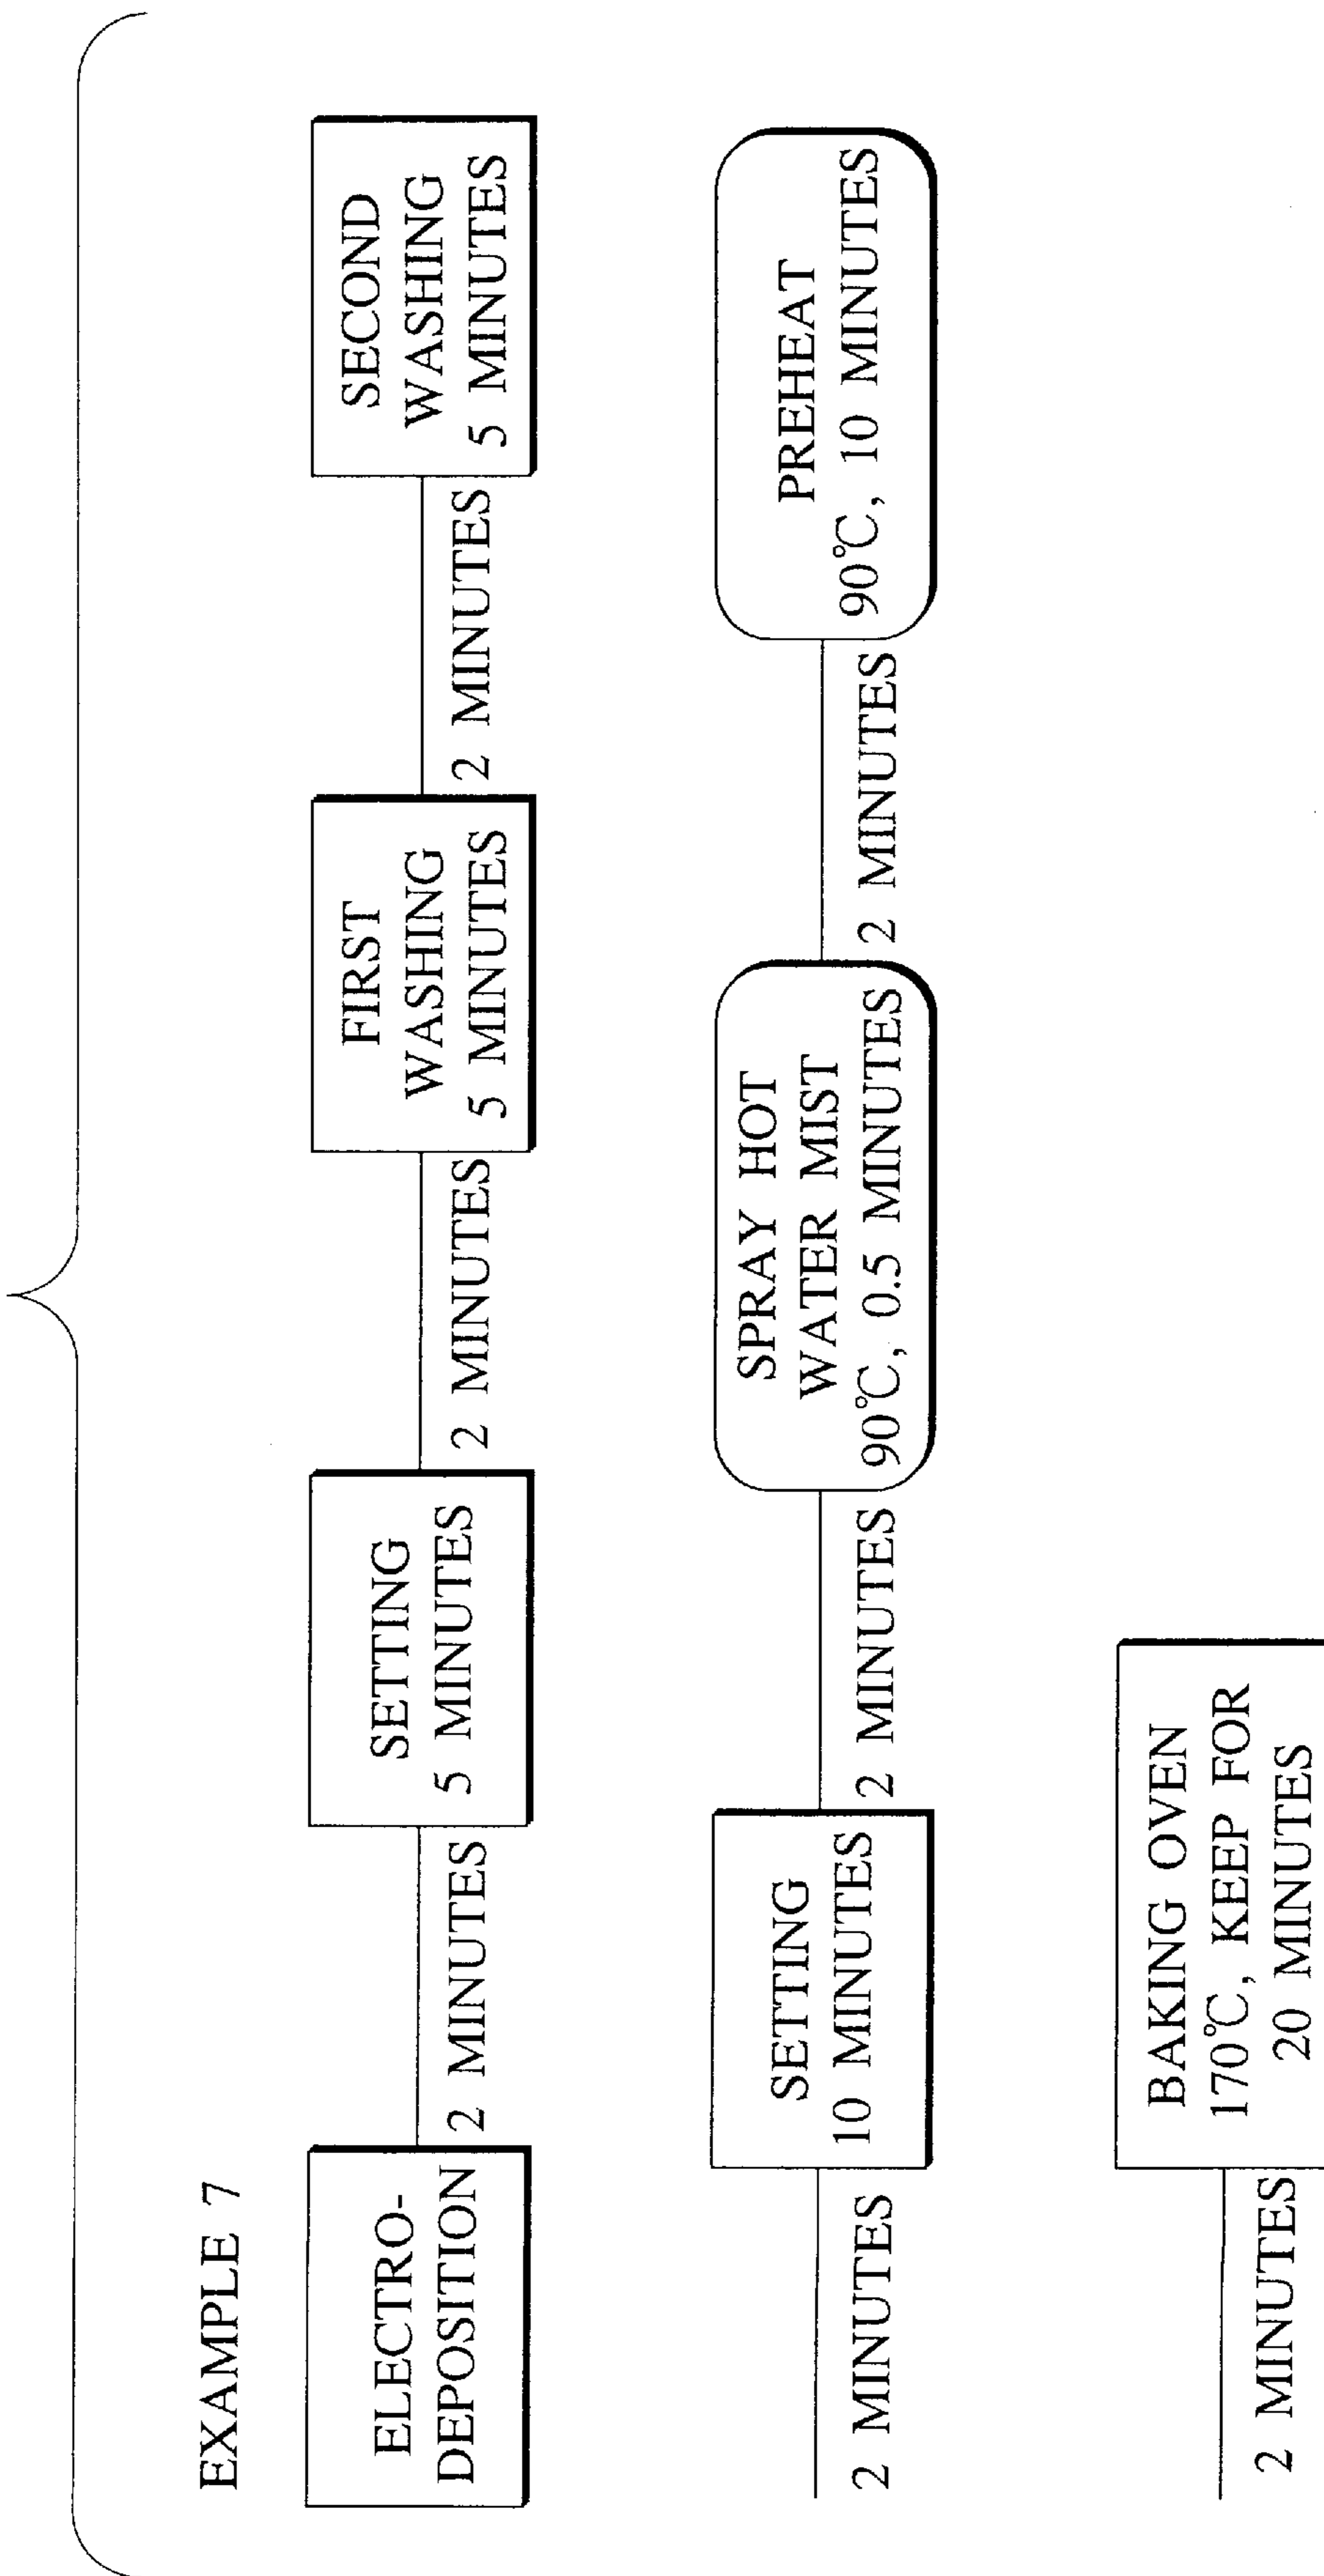 EXAMPLE 7
ELECTRO-
DEPOSITION
2 MINUTES
SETTING
5 MINUTES
2 MINUTES
FIRST
WASHING
5 MINUTES
2 MINUTES
SECOND
WASHING
5 MINUTES
2 MINUTES
SETTING
10 MINUTES
2 MINUTES
SPRAY HOT
WATER MIST
90℃, 0.5 MINUTES
2 MINUTES
PREHEAT
90℃, 10 MINUTES
2 MINUTES
BAKING OVEN
170℃, KEEP FOR
20 MINUTES